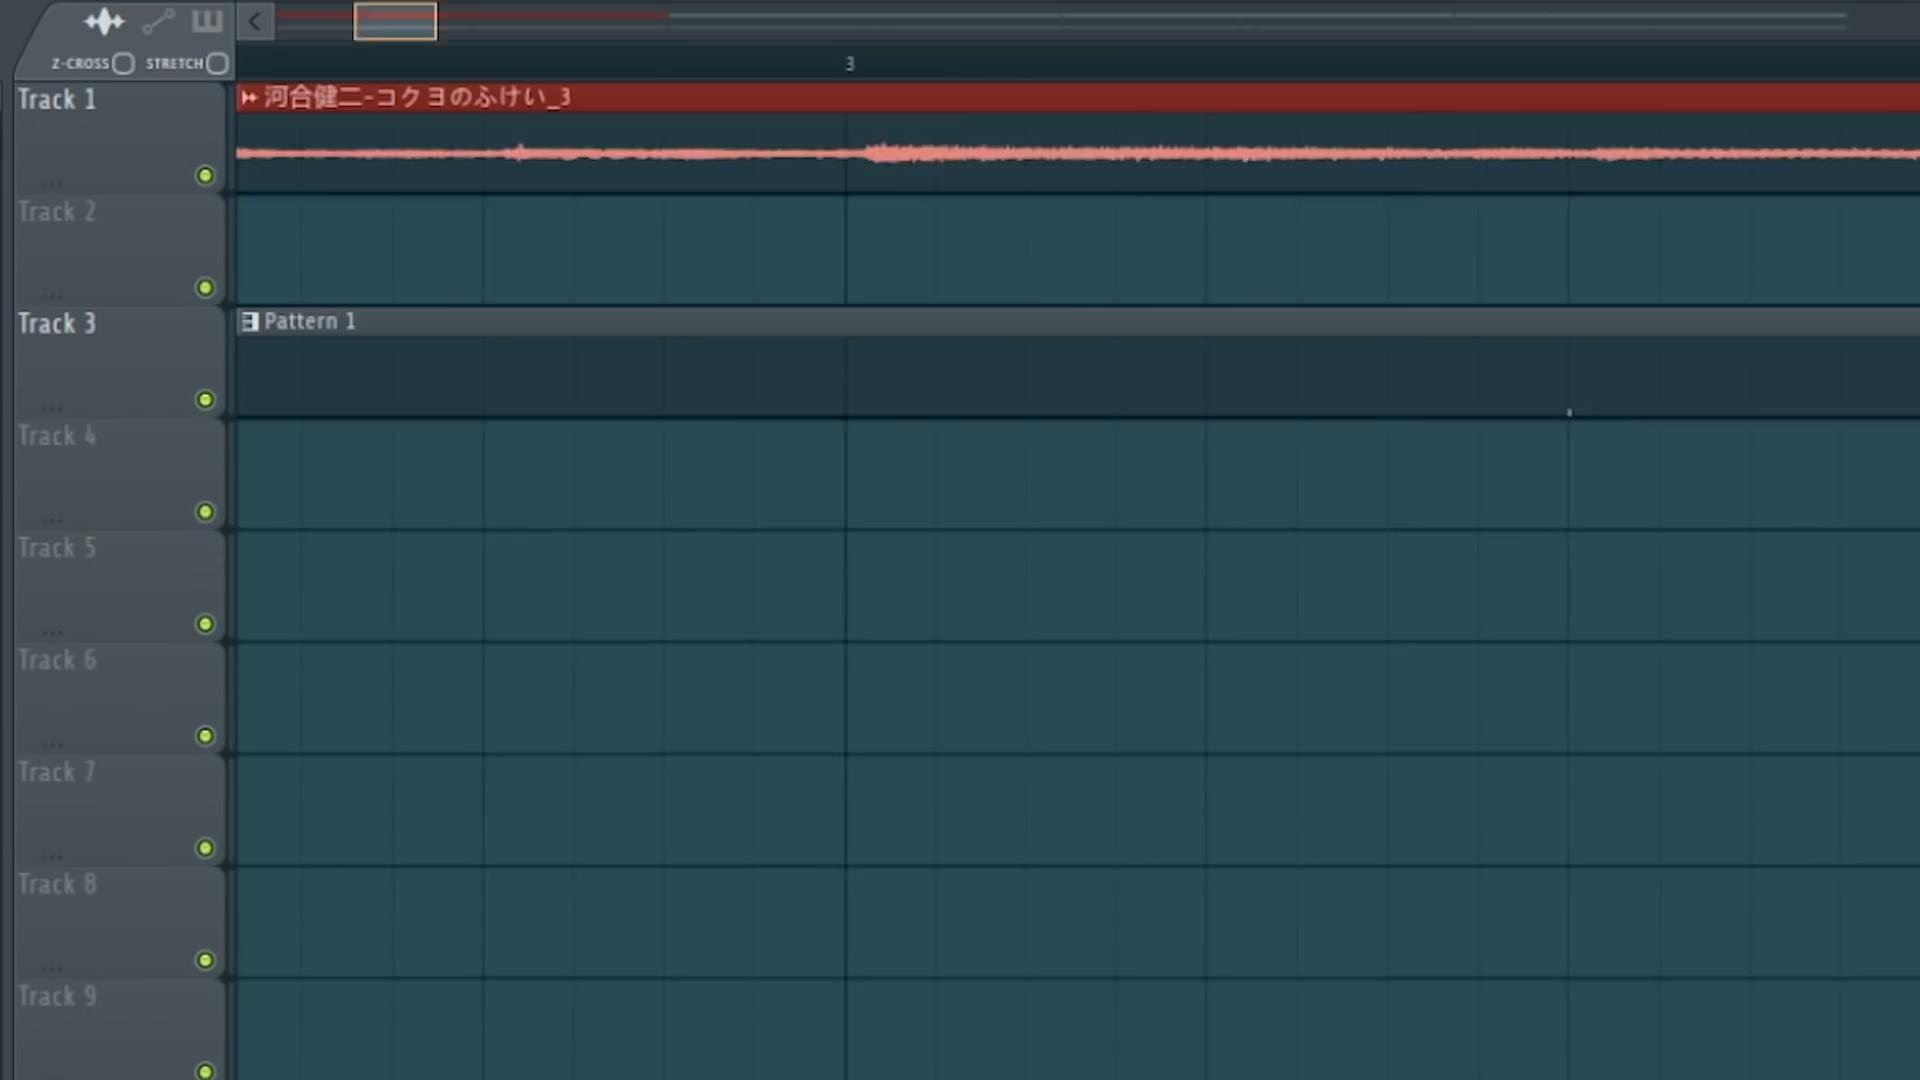 Z-CROSS STRETCH
3
Track 1
河合健二-コクヨのふけい_3
Track 2
Track 3
Pattern 1
Track 4
Track 5
Track 6
Track 7
Track 8
Track 9